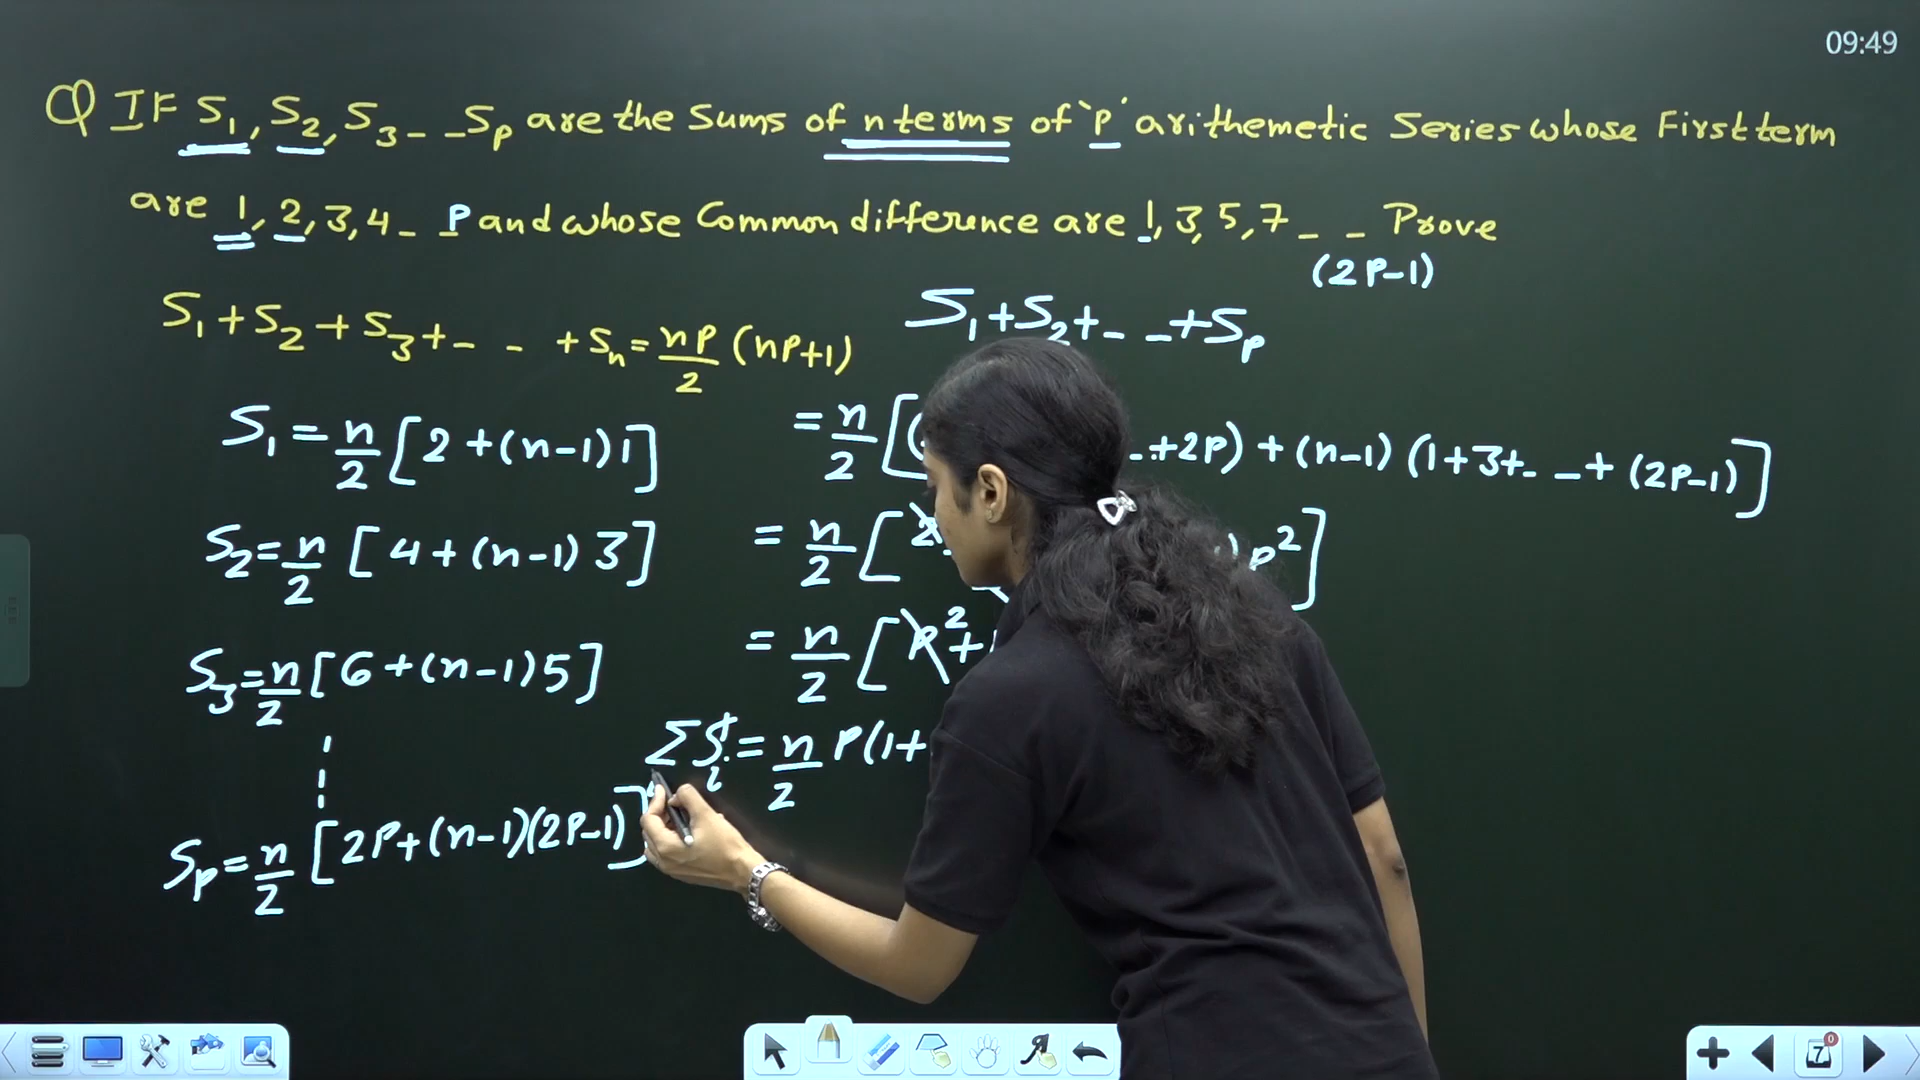 09:49
Q IF S₁, S₂, S₃ - - Sp are the Sums of n terms of 'p' arithemetic Series whose First term
are 1, 2, 3, 4 - - P and whose Common difference are 1, 3, 5, 7 - - Prove
(2P-1)
S₁+S₂+S₃+- - +Sn = nP/2 (nP+1)
S₁+S₂+- -+Sp
S₁ = n/2 [2+(n-1)1]
= n/2 [( -.+2P)+(n-1)(1+3+- -+(2P-1)]
S₂ = n/2 [4+(n-1)3]
= n/2 [2 )P²]
S₃ = n/2 [6+(n-1)5]
= n/2 [P²+
ΣSi = n/2 P(1+
Sp = n/2 [2P+(n-1)(2P-1)]
7
0